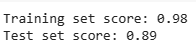 Training set score: 0.98
Test set score: 0.89